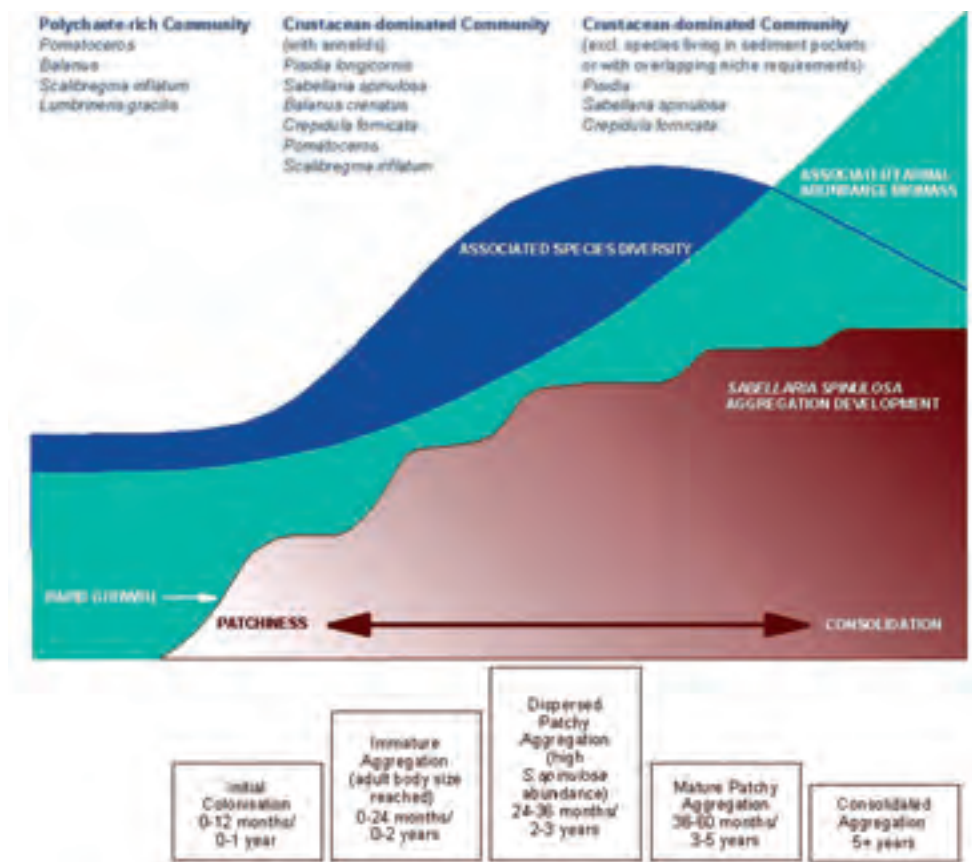 Polychaete-rich Community
Pomatoceros
Balanus
Scalibregma inflatum
Lumbrineris gracilis
Crustacean-dominated Community
(with annelids)
Pisidia longicornis
Sabellaria spinulosa
Balanus crenatus
Crepidula fornicata
Pomatoceros
Scalibregma inflatum
Crustacean-dominated Community
(excl. species living in sediment pockets
or with overlapping niche requirements)
Pisidia
Sabellaria spinulosa
Crepidula fornicata
ASSOCIATED FAUNAL
ABUNDANCE BIOMASS
ASSOCIATED SPECIES DIVERSITY
SABELLARIA SPINULOSA
AGGREGATION DEVELOPMENT
RAPID GROWTH
PATCHINESS
CONSOLIDATION
Initial
Colonisation
0-12 months/
0-1 year
Immature
Aggregation
(adult body size
reached)
0-24 months/
0-2 years
Dispersed
Patchy
Aggregation
(high
S.spinulosa
abundance)
24-36 months/
2-3 years
Mature Patchy
Aggregation
36-60 months/
3-5 years
Consolidated
Aggregation
5+ years